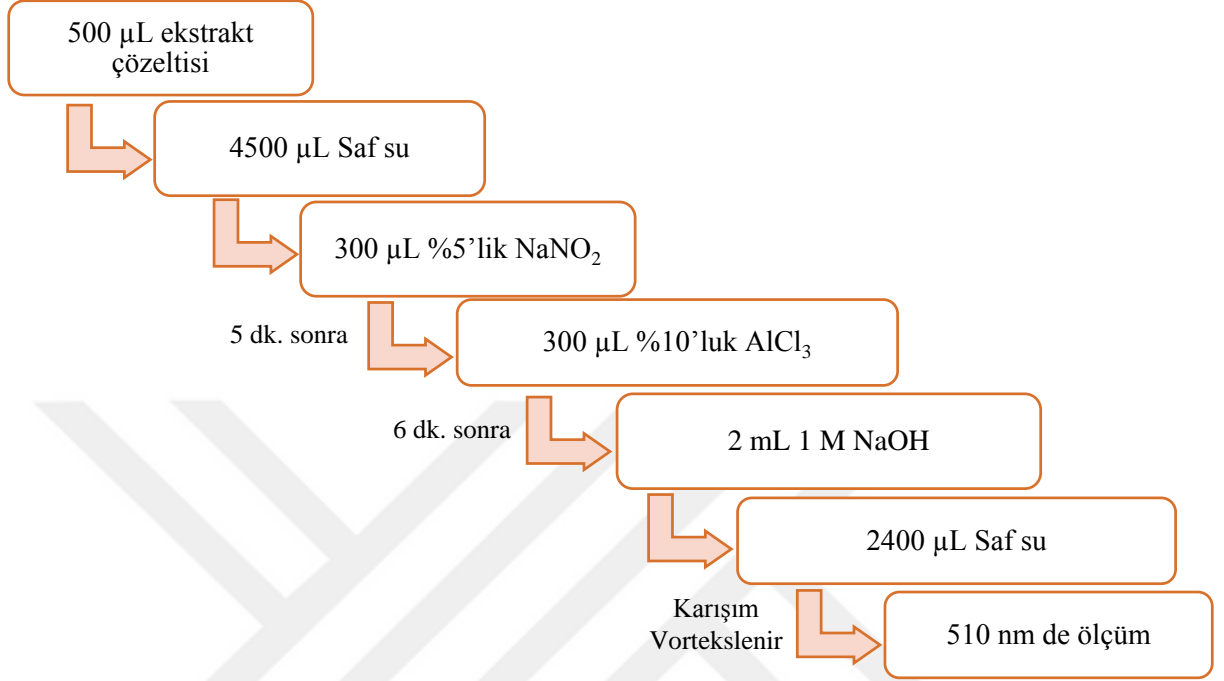 500 µL ekstrakt
çözeltisi
4500 µL Saf su
300 µL %5’lik NaNO₂
5 dk. sonra
300 µL %10’luk AlCl₃
6 dk. sonra
2 mL 1 M NaOH
2400 µL Saf su
Karışım
Vortekslenir
510 nm de ölçüm